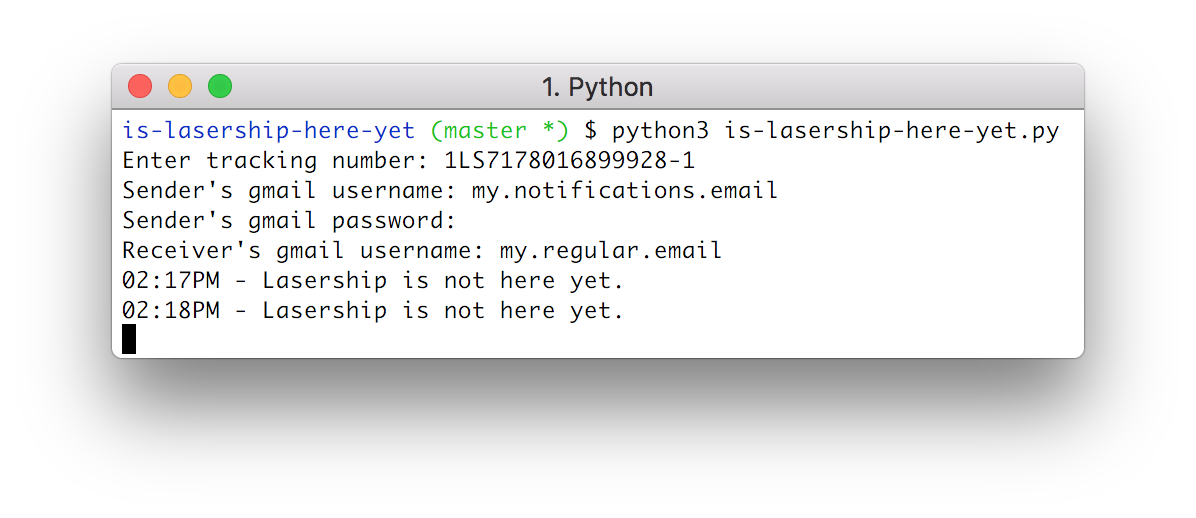 1. Python
is-lasership-here-yet (master *) $ python3 is-lasership-here-yet.py
Enter tracking number: 1LS7178016899928-1
Sender's gmail username: my.notifications.email
Sender's gmail password:
Receiver's gmail username: my.regular.email
02:17PM - Lasership is not here yet.
02:18PM - Lasership is not here yet.